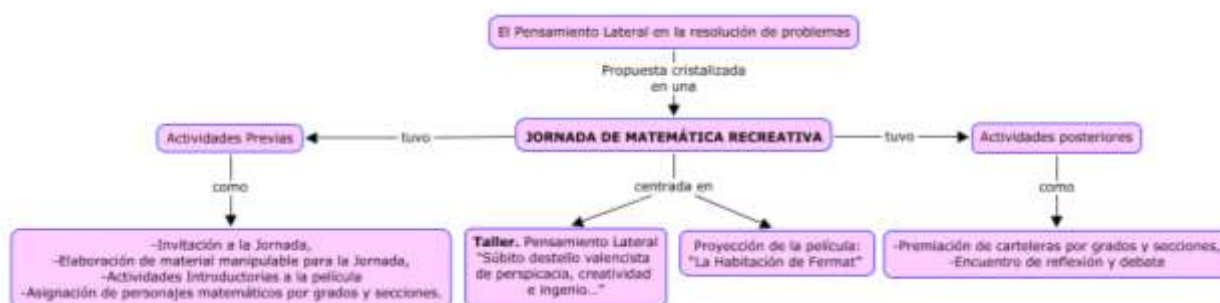 El Pensamiento Lateral en la resolución de problemas
Propuesta cristalizada
en una
Actividades Previas
tuvo
JORNADA DE MATEMÁTICA RECREATIVA
tuvo
Actividades posteriores
como
centrada en
como
-Invitación a la Jornada,
-Elaboración de material manipulable para la Jornada,
-Actividades Introductorias a la película
-Asignación de personajes matemáticos por grados y secciones.
Taller. Pensamiento Lateral
"Súbito destello valencista
de perspicacia, creatividad
e ingenio..."
Proyección de la película:
"La Habitación de Fermat"
-Premiación de carteleras por grados y secciones,
-Encuentro de reflexión y debate